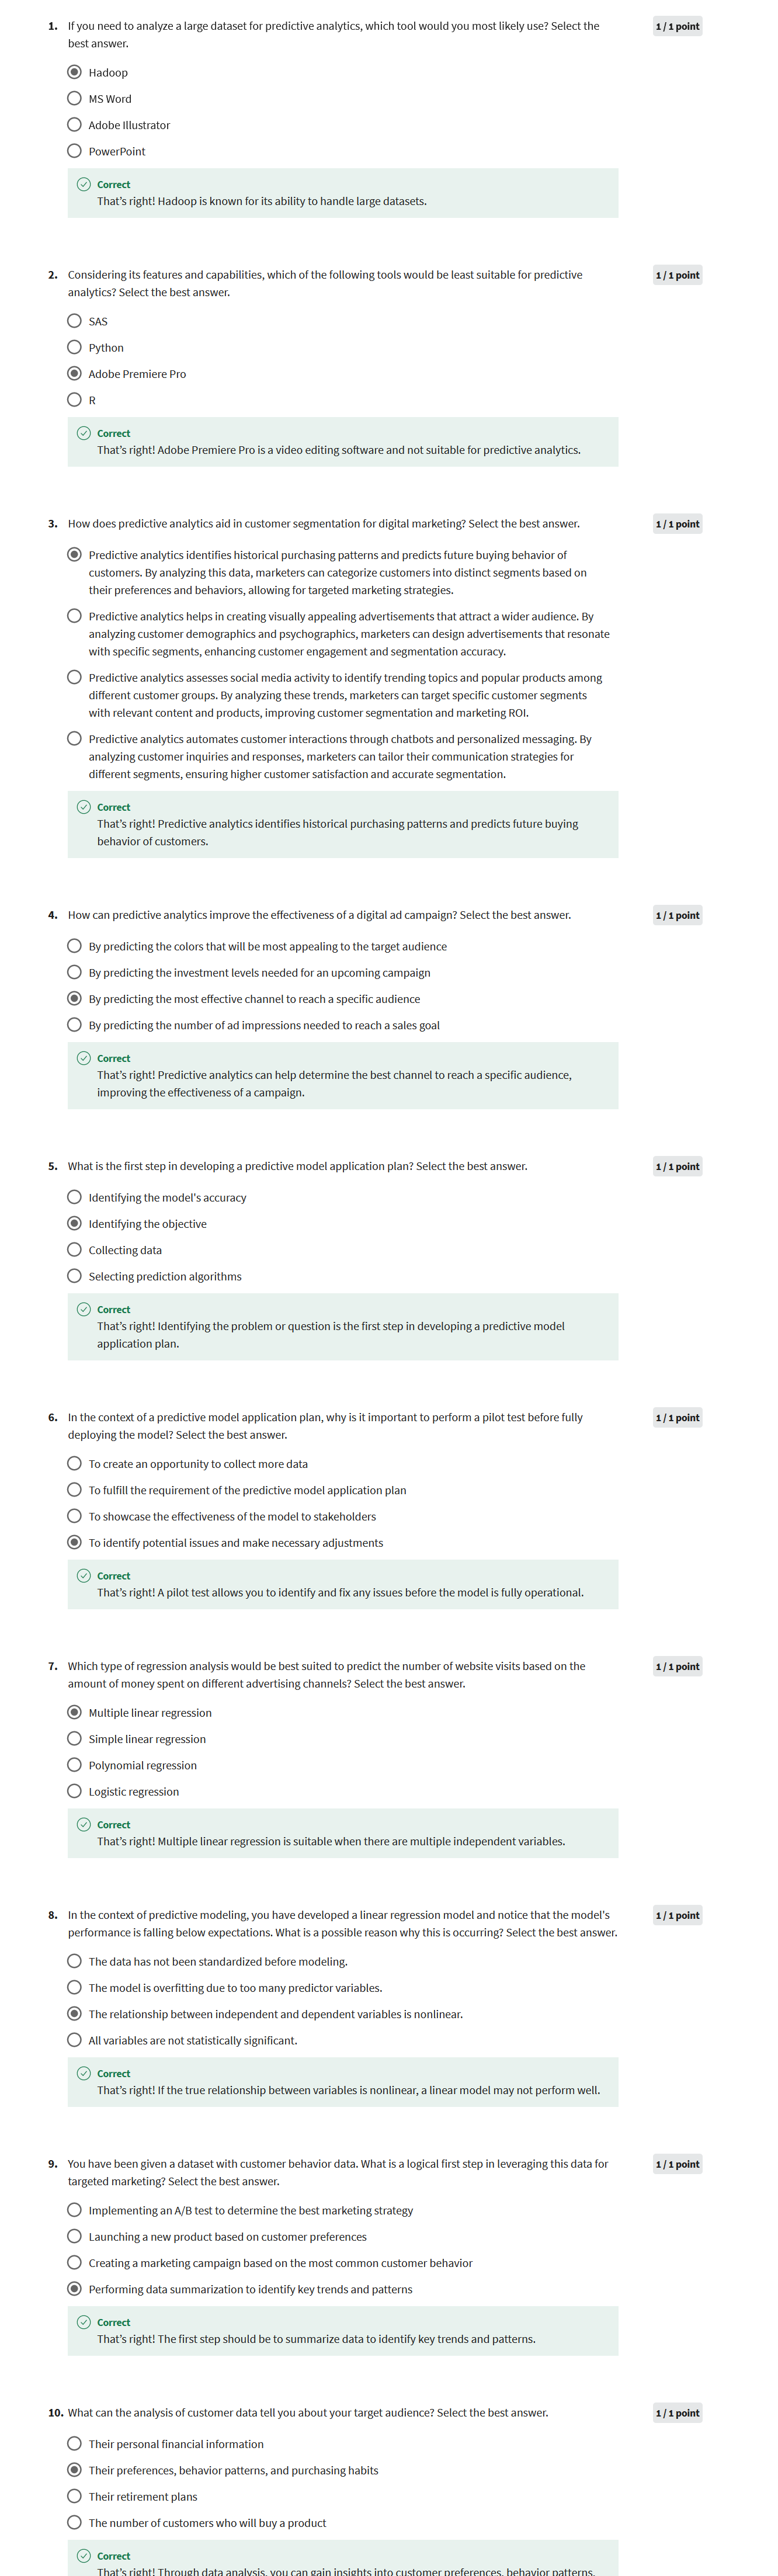 1. If you need to analyze a large dataset for predictive analytics, which tool would you most likely use? Select the
best answer.
1 / 1 point
Hadoop
MS Word
Adobe Illustrator
PowerPoint
Correct
That's right! Hadoop is known for its ability to handle large datasets.
2. Considering its features and capabilities, which of the following tools would be least suitable for predictive
analytics? Select the best answer.
1 / 1 point
SAS
Python
Adobe Premiere Pro
R
Correct
That's right! Adobe Premiere Pro is a video editing software and not suitable for predictive analytics.
3. How does predictive analytics aid in customer segmentation for digital marketing? Select the best answer.
1 / 1 point
Predictive analytics identifies historical purchasing patterns and predicts future buying behavior of
customers. By analyzing this data, marketers can categorize customers into distinct segments based on
their preferences and behaviors, allowing for targeted marketing strategies.
Predictive analytics helps in creating visually appealing advertisements that attract a wider audience. By
analyzing customer demographics and psychographics, marketers can design advertisements that resonate
with specific segments, enhancing customer engagement and segmentation accuracy.
Predictive analytics assesses social media activity to identify trending topics and popular products among
different customer groups. By analyzing these trends, marketers can target specific customer segments
with relevant content and products, improving customer segmentation and marketing ROI.
Predictive analytics automates customer interactions through chatbots and personalized messaging. By
analyzing customer inquiries and responses, marketers can tailor their communication strategies for
different segments, ensuring higher customer satisfaction and accurate segmentation.
Correct
That's right! Predictive analytics identifies historical purchasing patterns and predicts future buying
behavior of customers.
4. How can predictive analytics improve the effectiveness of a digital ad campaign? Select the best answer.
1 / 1 point
By predicting the colors that will be most appealing to the target audience
By predicting the investment levels needed for an upcoming campaign
By predicting the most effective channel to reach a specific audience
By predicting the number of ad impressions needed to reach a sales goal
Correct
That's right! Predictive analytics can help determine the best channel to reach a specific audience,
improving the effectiveness of a campaign.
5. What is the first step in developing a predictive model application plan? Select the best answer.
1 / 1 point
Identifying the model's accuracy
Identifying the objective
Collecting data
Selecting prediction algorithms
Correct
That's right! Identifying the problem or question is the first step in developing a predictive model
application plan.
6. In the context of a predictive model application plan, why is it important to perform a pilot test before fully
deploying the model? Select the best answer.
1 / 1 point
To create an opportunity to collect more data
To fulfill the requirement of the predictive model application plan
To showcase the effectiveness of the model to stakeholders
To identify potential issues and make necessary adjustments
Correct
That's right! A pilot test allows you to identify and fix any issues before the model is fully operational.
7. Which type of regression analysis would be best suited to predict the number of website visits based on the
amount of money spent on different advertising channels? Select the best answer.
1 / 1 point
Multiple linear regression
Simple linear regression
Polynomial regression
Logistic regression
Correct
That's right! Multiple linear regression is suitable when there are multiple independent variables.
8. In the context of predictive modeling, you have developed a linear regression model and notice that the model's
performance is falling below expectations. What is a possible reason why this is occurring? Select the best answer.
1 / 1 point
The data has not been standardized before modeling.
The model is overfitting due to too many predictor variables.
The relationship between independent and dependent variables is nonlinear.
All variables are not statistically significant.
Correct
That's right! If the true relationship between variables is nonlinear, a linear model may not perform well.
9. You have been given a dataset with customer behavior data. What is a logical first step in leveraging this data for
targeted marketing? Select the best answer.
1 / 1 point
Implementing an A/B test to determine the best marketing strategy
Launching a new product based on customer preferences
Creating a marketing campaign based on the most common customer behavior
Performing data summarization to identify key trends and patterns
Correct
That's right! The first step should be to summarize data to identify key trends and patterns.
10. What can the analysis of customer data tell you about your target audience? Select the best answer.
1 / 1 point
Their personal financial information
Their preferences, behavior patterns, and purchasing habits
Their retirement plans
The number of customers who will buy a product
Correct
That's right! Through data analysis, you can gain insights into customer preferences, behavior patterns,